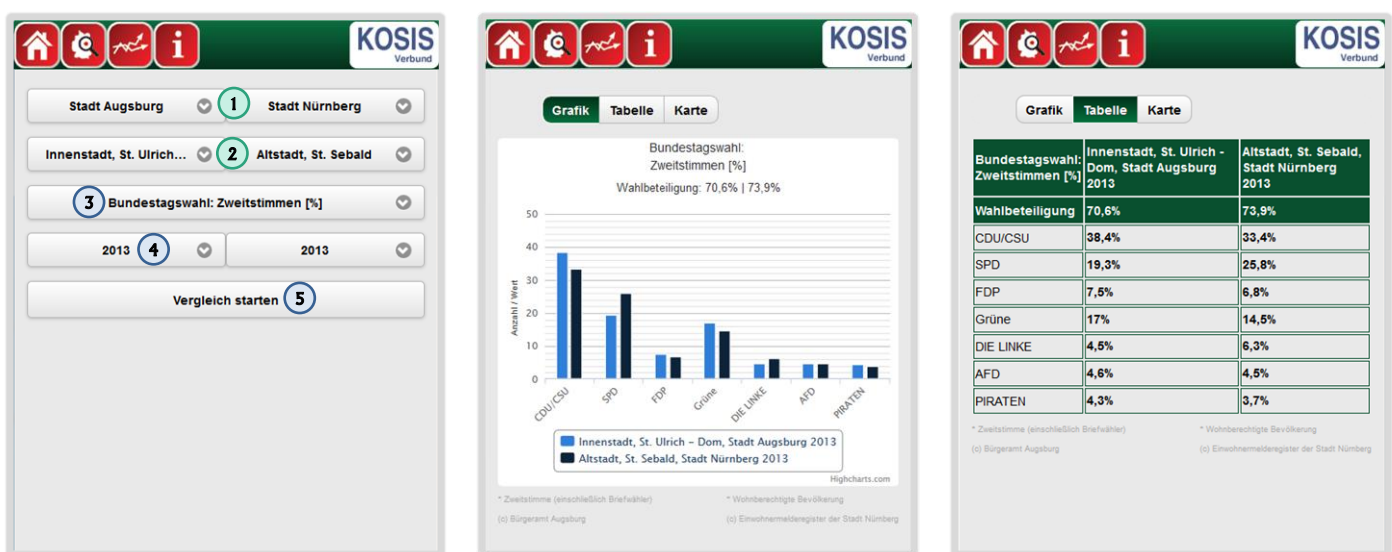 KOSIS
Verbund
Stadt Augsburg 1 Stadt Nürnberg
Innenstadt, St. Ulrich... 2 Altstadt, St. Sebald
3 Bundestagswahl: Zweitstimmen [%]
2013 4 2013
Vergleich starten 5
KOSIS
Verbund
Grafik Tabelle Karte
Bundestagswahl:
Zweitstimmen [%]
Wahlbeteiligung: 70,6% | 73,9%
Anzahl / Wert
50
40
30
20
10
0
CDU/CSU SPD FDP Grüne DIE LINKE AFD PIRATEN
Innenstadt, St. Ulrich – Dom, Stadt Augsburg 2013
Altstadt, St. Sebald, Stadt Nürnberg 2013
Highcharts.com
* Zweitstimme (einschließlich Briefwähler) * Wohnberechtigte Bevölkerung
(c) Bürgeramt Augsburg (c) Einwohnermelderegister der Stadt Nürnberg
KOSIS
Verbund
Grafik Tabelle Karte
Bundestagswahl: Innenstadt, St. Ulrich - Altstadt, St. Sebald,
Zweitstimmen [%] Dom, Stadt Augsburg Stadt Nürnberg
2013 2013
Wahlbeteiligung 70,6% 73,9%
CDU/CSU 38,4% 33,4%
SPD 19,3% 25,8%
FDP 7,5% 6,8%
Grüne 17% 14,5%
DIE LINKE 4,5% 6,3%
AFD 4,6% 4,5%
PIRATEN 4,3% 3,7%
* Zweitstimme (einschließlich Briefwähler) * Wohnberechtigte Bevölkerung
(c) Bürgeramt Augsburg (c) Einwohnermelderegister der Stadt Nürnberg